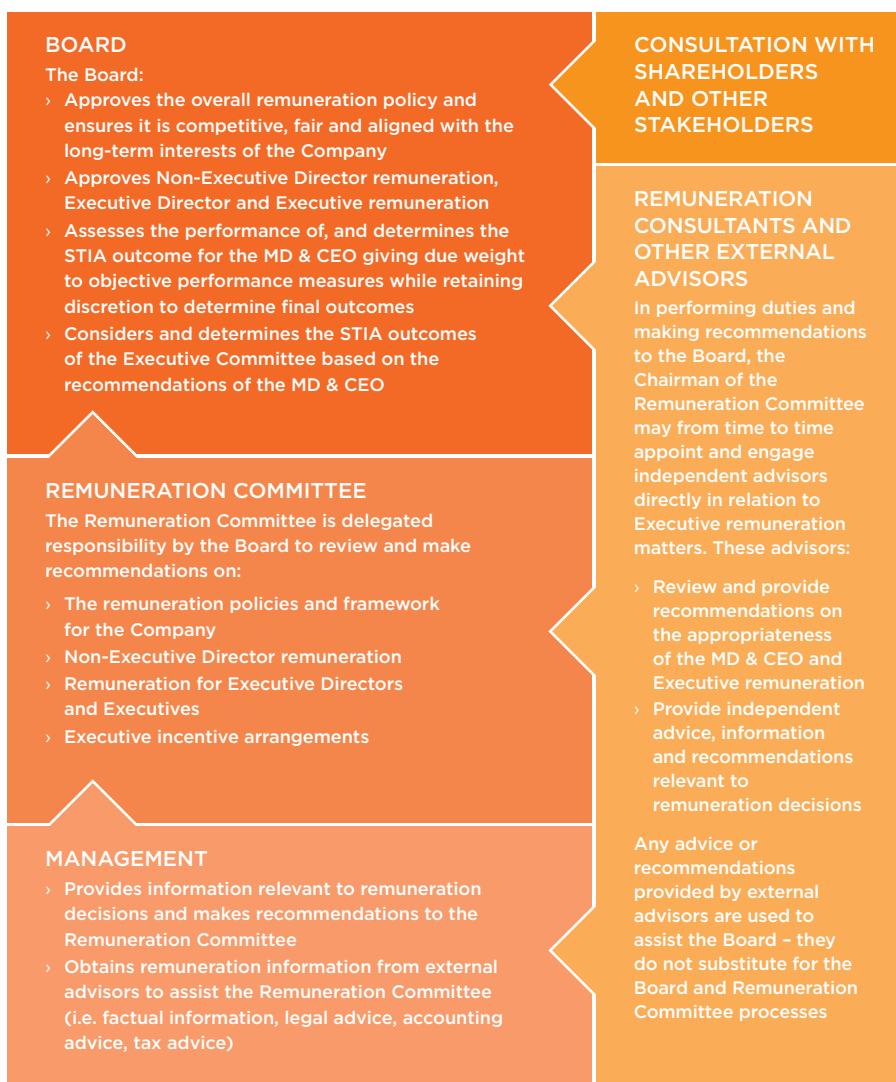 BOARD
The Board:
› Approves the overall remuneration policy and
ensures it is competitive, fair and aligned with the
long-term interests of the Company
› Approves Non-Executive Director remuneration,
Executive Director and Executive remuneration
› Assesses the performance of, and determines the
STIA outcome for the MD & CEO giving due weight
to objective performance measures while retaining
discretion to determine final outcomes
› Considers and determines the STIA outcomes
of the Executive Committee based on the
recommendations of the MD & CEO
REMUNERATION COMMITTEE
The Remuneration Committee is delegated
responsibility by the Board to review and make
recommendations on:
› The remuneration policies and framework
for the Company
› Non-Executive Director remuneration
› Remuneration for Executive Directors
and Executives
› Executive incentive arrangements
MANAGEMENT
› Provides information relevant to remuneration
decisions and makes recommendations to the
Remuneration Committee
› Obtains remuneration information from external
advisors to assist the Remuneration Committee
(i.e. factual information, legal advice, accounting
advice, tax advice)
CONSULTATION WITH
SHAREHOLDERS
AND OTHER
STAKEHOLDERS
REMUNERATION
CONSULTANTS AND
OTHER EXTERNAL
ADVISORS
In performing duties and
making recommendations
to the Board, the
Chairman of the
Remuneration Committee
may from time to time
appoint and engage
independent advisors
directly in relation to
Executive remuneration
matters. These advisors:
› Review and provide
recommendations on
the appropriateness
of the MD & CEO and
Executive remuneration
› Provide independent
advice, information
and recommendations
relevant to
remuneration decisions
Any advice or
recommendations
provided by external
advisors are used to
assist the Board – they
do not substitute for the
Board and Remuneration
Committee processes